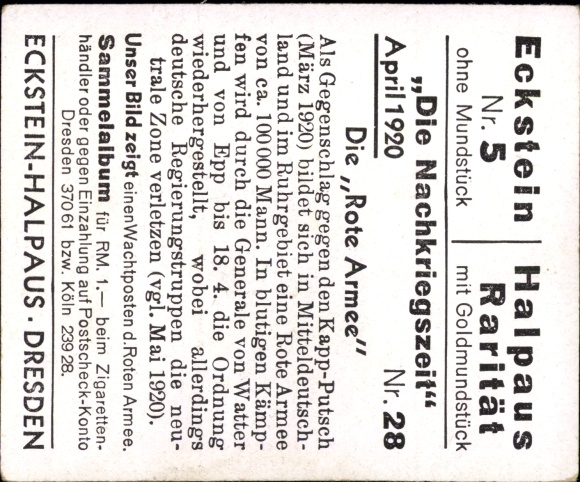 Eckstein | Halpaus
Nr. 5 Rarität
ohne Mundstück mit Goldmundstück
„Die Nachkriegszeit“
April 1920 Nr. 28
Die „Rote Armee“
Als Gegenschlag gegen den Kapp-Putsch
(März 1920) bildet sich in Mitteldeutsch-
land und im Ruhrgebiet eine Rote Armee
von ca. 100000 Mann. In blutigen Kämp-
fen wird durch die Generale von Watter
und von Epp bis 18. 4. die Ordnung
wiederhergestellt, wobei allerdings
deutsche Regierungstruppen die neu-
trale Zone verletzen (vgl. Mai 1920).
Unser Bild zeigt einen Wachtposten d. Roten Armee.
Sammelalbum für RM. 1.— beim Zigaretten-
händler oder gegen Einzahlung auf Postscheck-Konto
Dresden 37061 bzw. Köln 23928.
ECKSTEIN-HALPAUS · DRESDEN